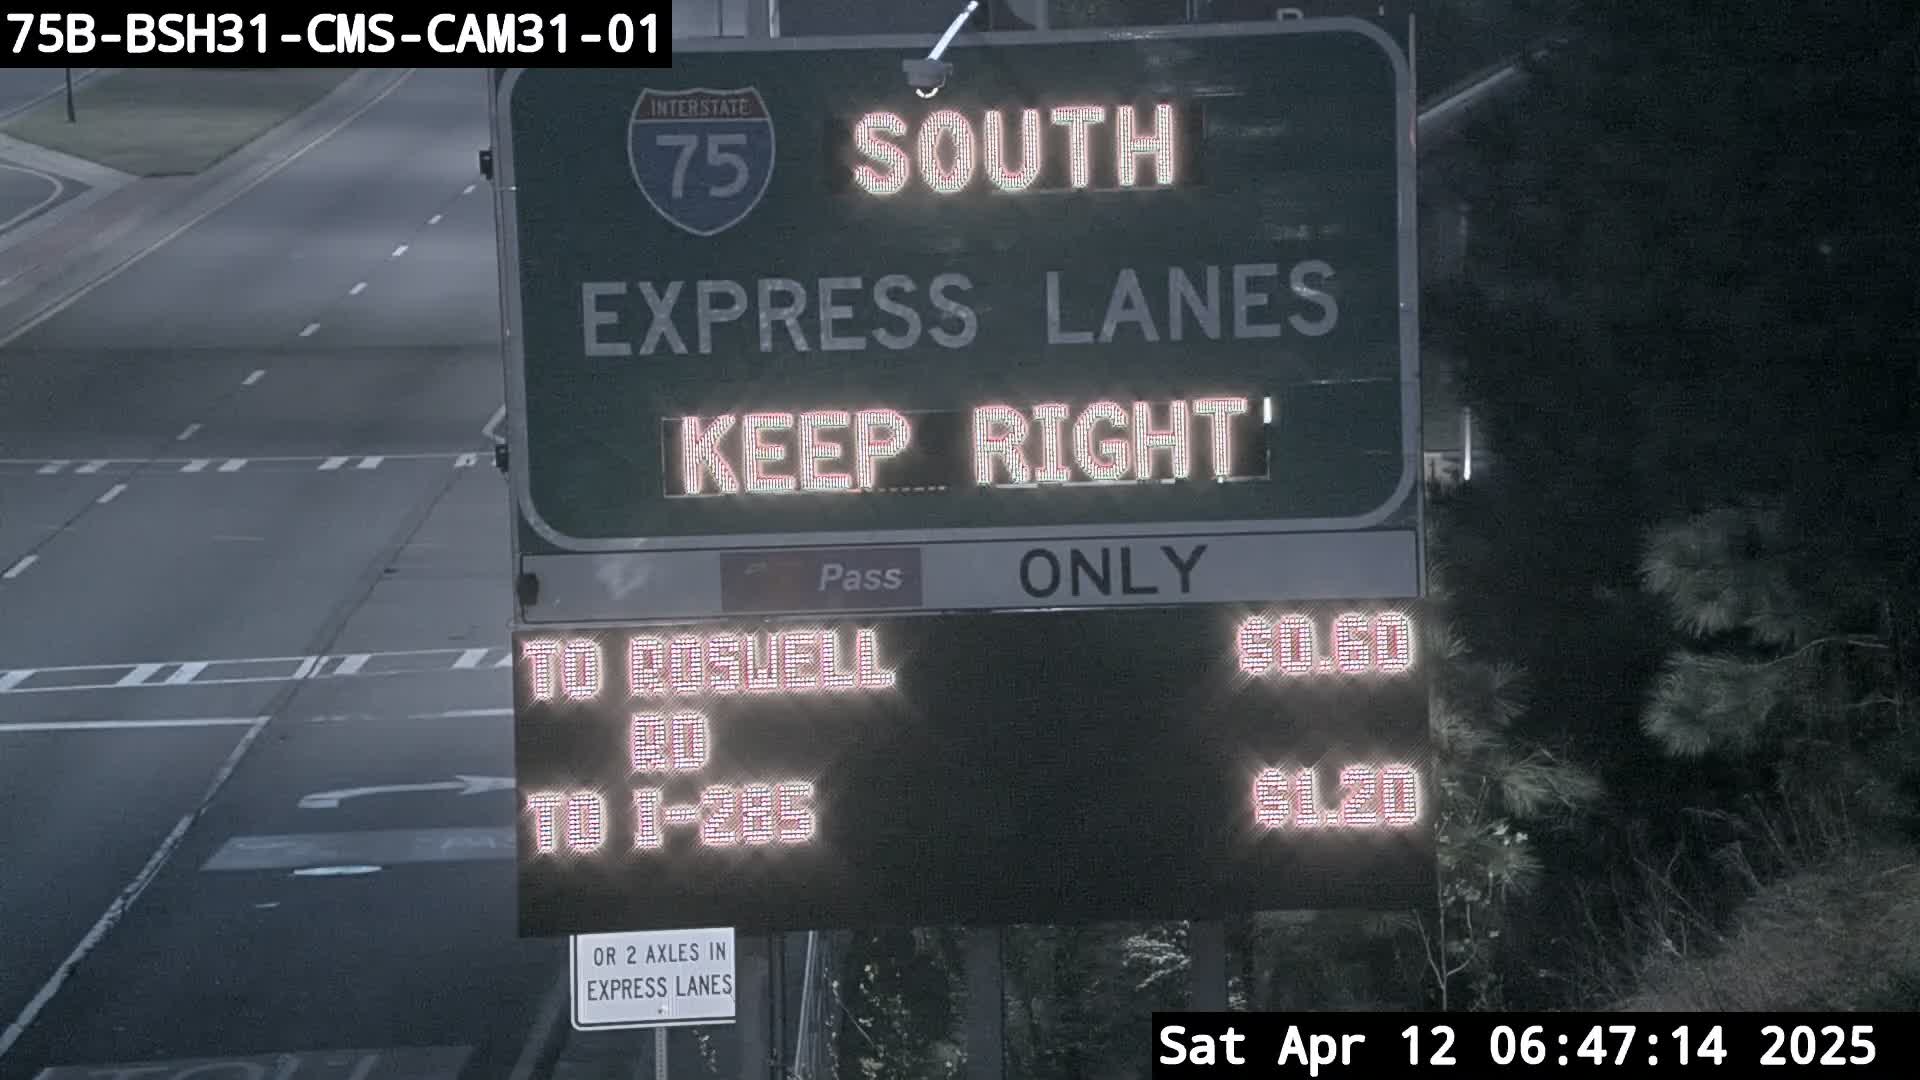 75B-BSH31-CMS-CAM31-01
INTERSTATE
75
SOUTH
EXPRESS LANES
KEEP RIGHT
Pass ONLY
TO ROSWELL $0.60
RD
TO I-285 $1.20
OR 2 AXLES IN
EXPRESS LANES
Sat Apr 12 06:47:14 2025